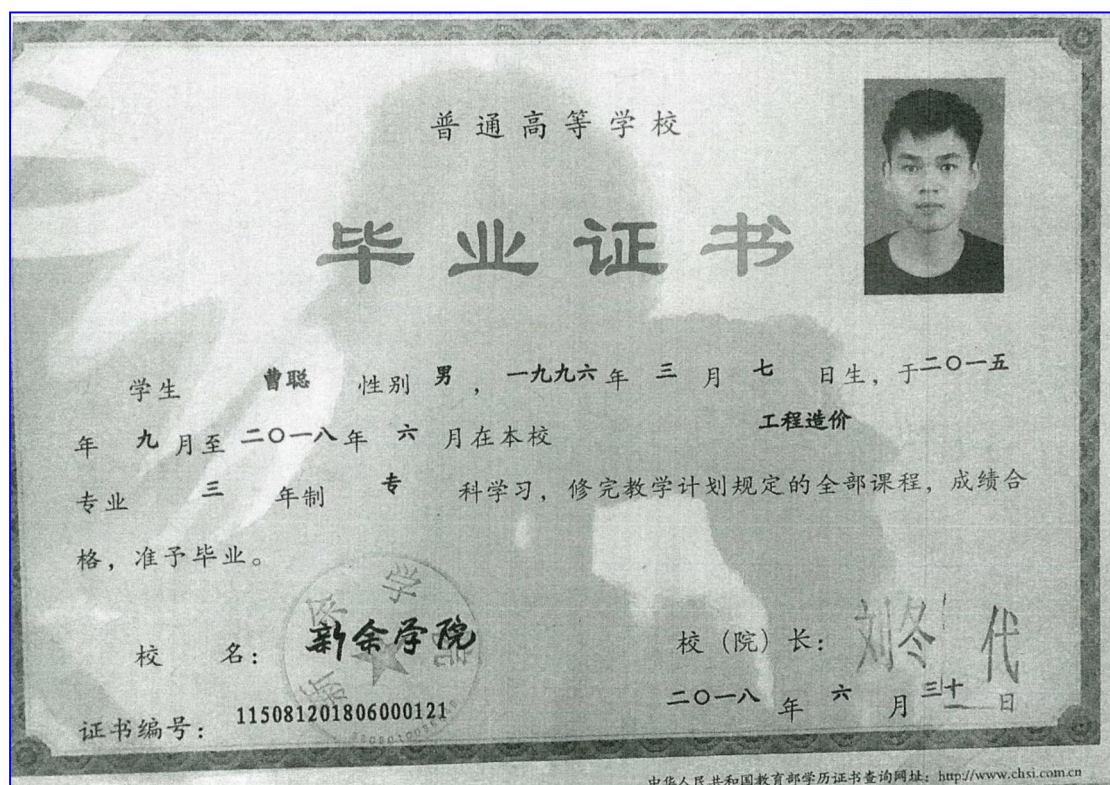 普通高等学校
毕业证书
学生 曹聪 性别 男，一九九六年 三 月 七 日生，于二〇一五
年 九 月至 二〇一八 年 六 月在本校 工程造价
专业 三 年制 专 科学习，修完教学计划规定的全部课程，成绩合
格，准予毕业。
校 名： 新余学院
校（院）长： 刘冬 代
二〇一八 年 六 月 三十 日
证书编号： 115081201806000121
中华人民共和国教育部学历证书查询网址：http://www.chsi.com.cn